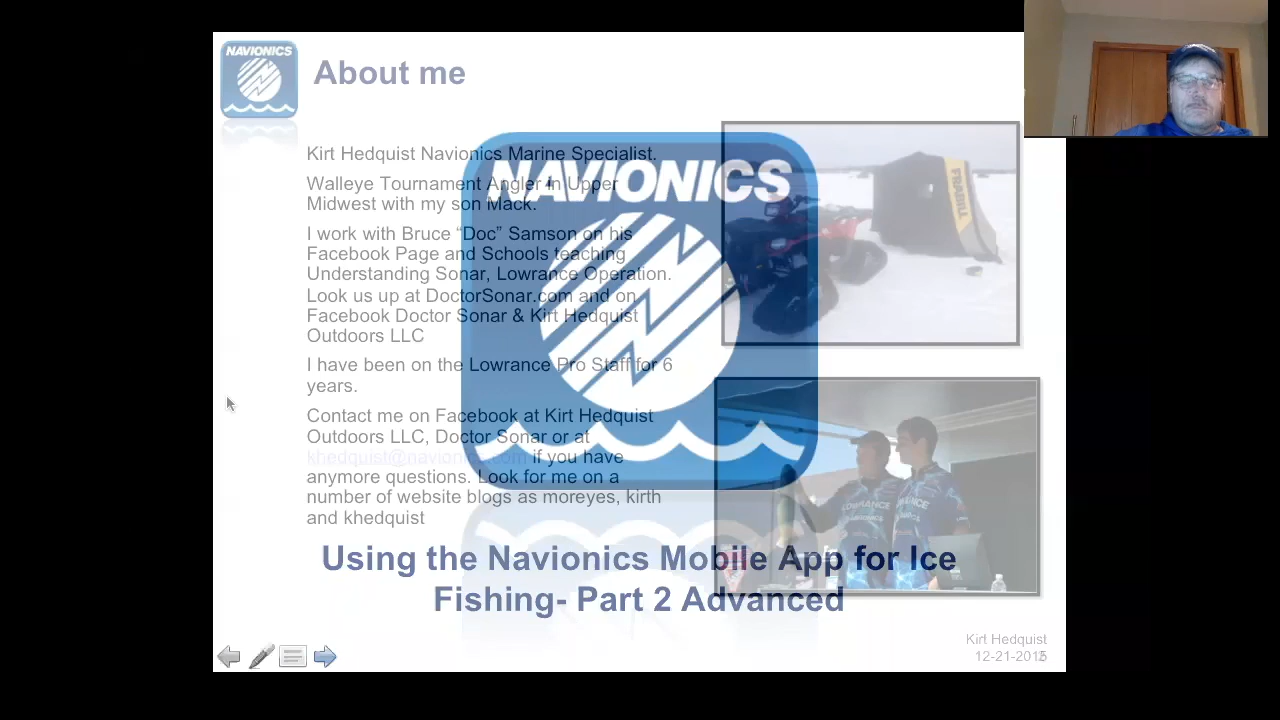 NAVIONICS
About me
NAVIONICS
Kirt Hedquist Navionics Marine Specialist.
Walleye Tournament Angler in Upper
Midwest with my son Mack.
I work with Bruce “Doc” Samson on his
Facebook Page and Schools teaching
Understanding Sonar, Lowrance Operation.
Look us up at DoctorSonar.com and on
Facebook Doctor Sonar & Kirt Hedquist
Outdoors LLC
I have been on the Lowrance Pro Staff for 6
years.
Contact me on Facebook at Kirt Hedquist
Outdoors LLC, Doctor Sonar or at
khedquist@navionics.com if you have
anymore questions. Look for me on a
number of website blogs as moreyes, kirth
and khedquist
FRABILL
LOWRANCE
Using the Navionics Mobile App for Ice
Fishing- Part 2 Advanced
Kirt Hedquist